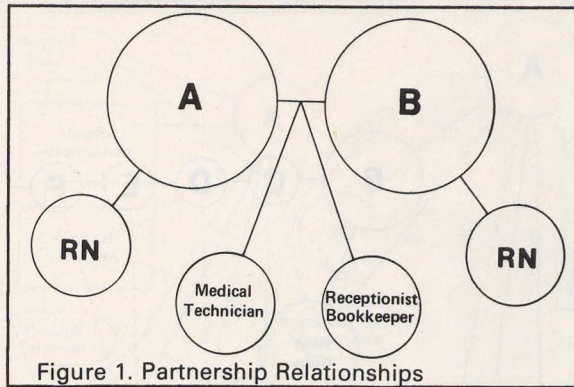 A
B
RN
RN
Medical
Technician
Receptionist
Bookkeeper
Figure 1. Partnership Relationships